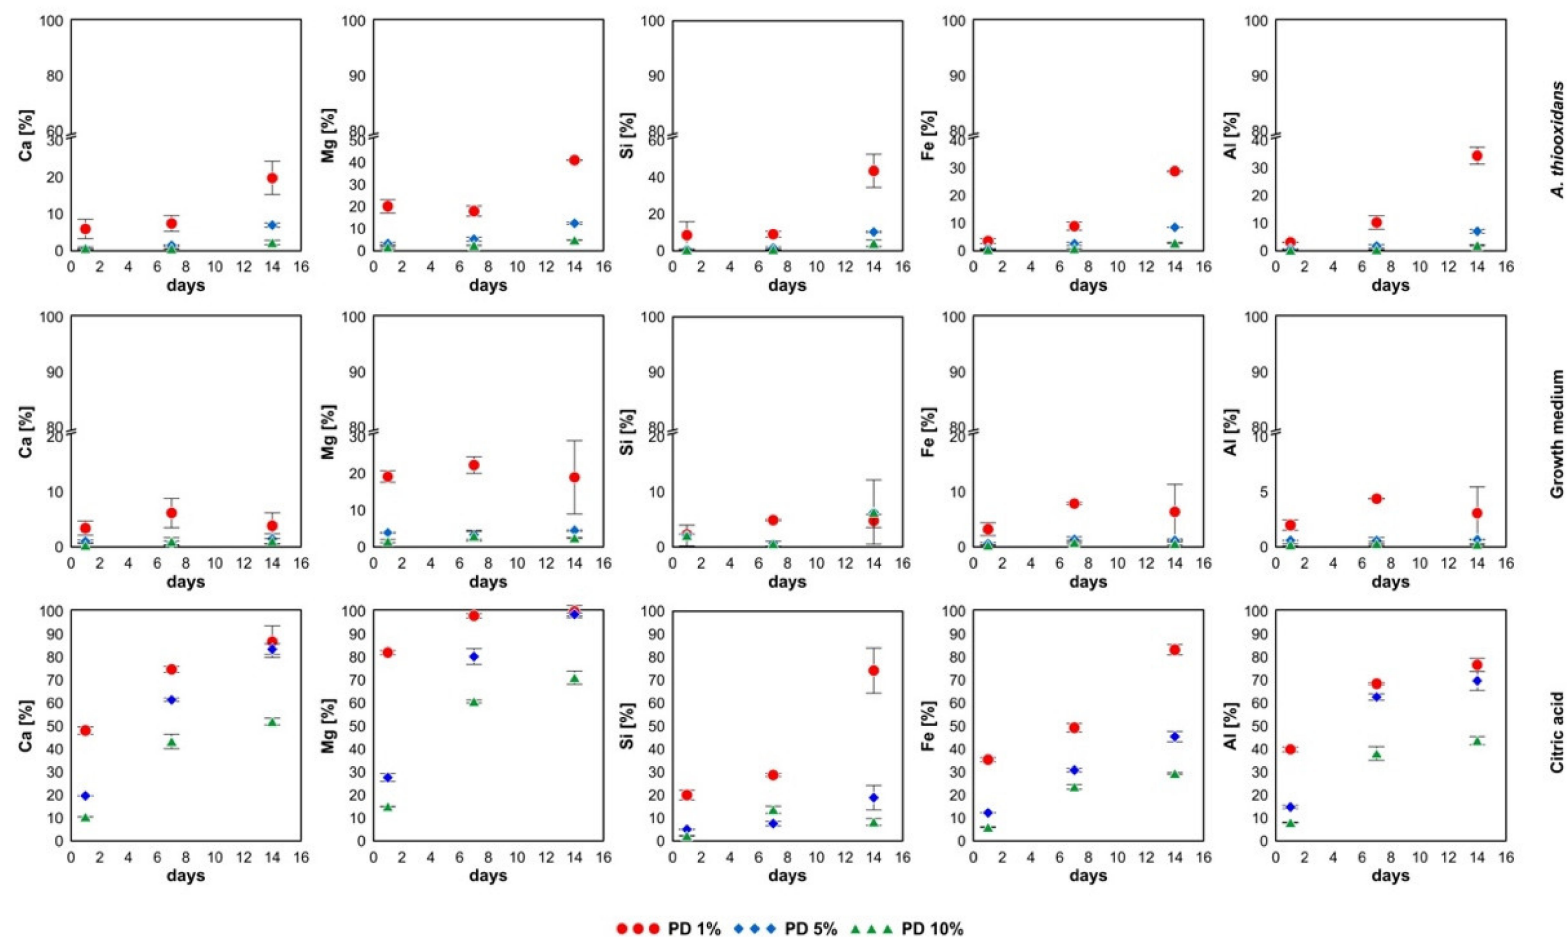 100 100 100 100 100
90 90 90 90 90
80 80 80 80 80
60 80 80 80 80
30 50 60 40 40
20 40 40 30 30
10 30 20 20 20
0 20 0 10 10
10 0 0
0
Ca [%] Mg [%] Si [%] Fe [%] Al [%] A. thiooxidans
0 2 4 6 8 10 12 14 16 0 2 4 6 8 10 12 14 16 0 2 4 6 8 10 12 14 16 0 2 4 6 8 10 12 14 16 0 2 4 6 8 10 12 14 16
days days days days days
100 100 100 100 100
90 90 90 90 90
80 80 80 80 80
20 30 20 20 10
10 20 10 10 5
0 10 0 0 0
0
Ca [%] Mg [%] Si [%] Fe [%] Al [%] Growth medium
0 2 4 6 8 10 12 14 16 0 2 4 6 8 10 12 14 16 0 2 4 6 8 10 12 14 16 0 2 4 6 8 10 12 14 16 0 2 4 6 8 10 12 14 16
days days days days days
100 100 100 100 100
90 90 90 90 90
80 80 80 80 80
70 70 70 70 70
60 60 60 60 60
50 50 50 50 50
40 40 40 40 40
30 30 30 30 30
20 20 20 20 20
10 10 10 10 10
0 0 0 0 0
Ca [%] Mg [%] Si [%] Fe [%] Al [%] Citric acid
0 2 4 6 8 10 12 14 16 0 2 4 6 8 10 12 14 16 0 2 4 6 8 10 12 14 16 0 2 4 6 8 10 12 14 16 0 2 4 6 8 10 12 14 16
days days days days days
PD 1% PD 5% PD 10%